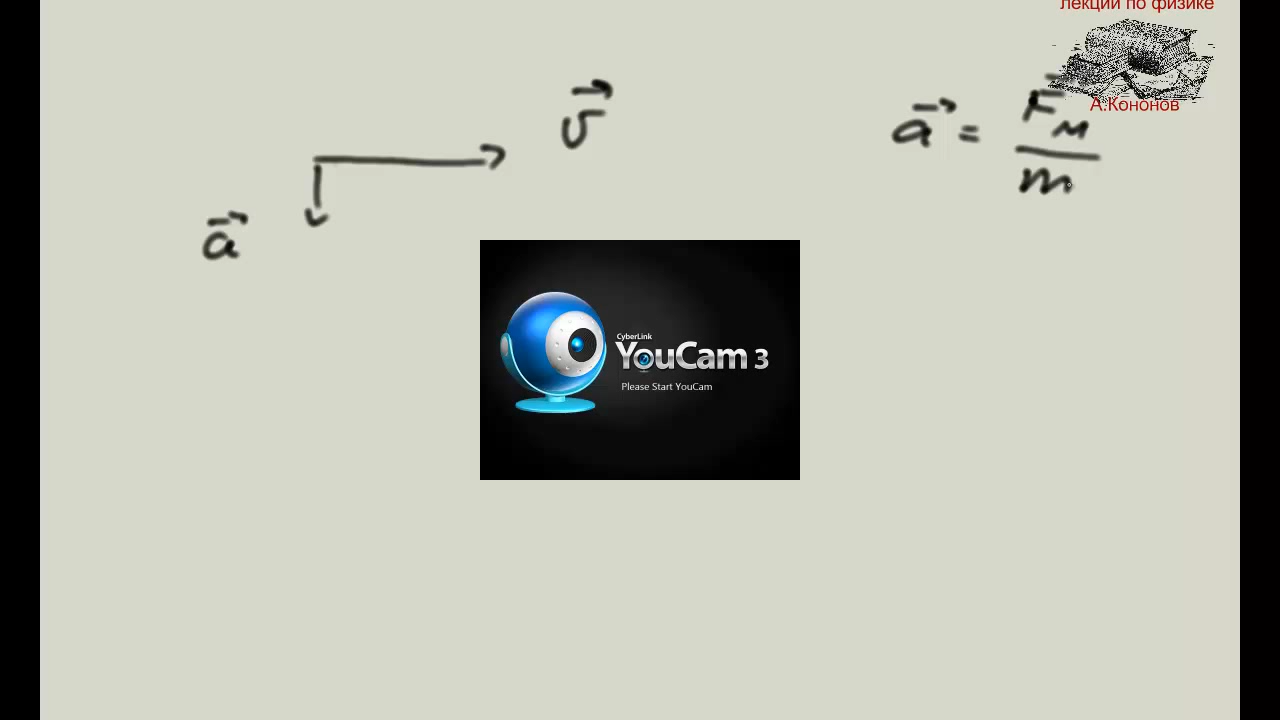 лекции по физике
А.Кононов
v⃗
a⃗ = F⃗м / m
a⃗
CyberLink
YouCam 3
Please Start YouCam